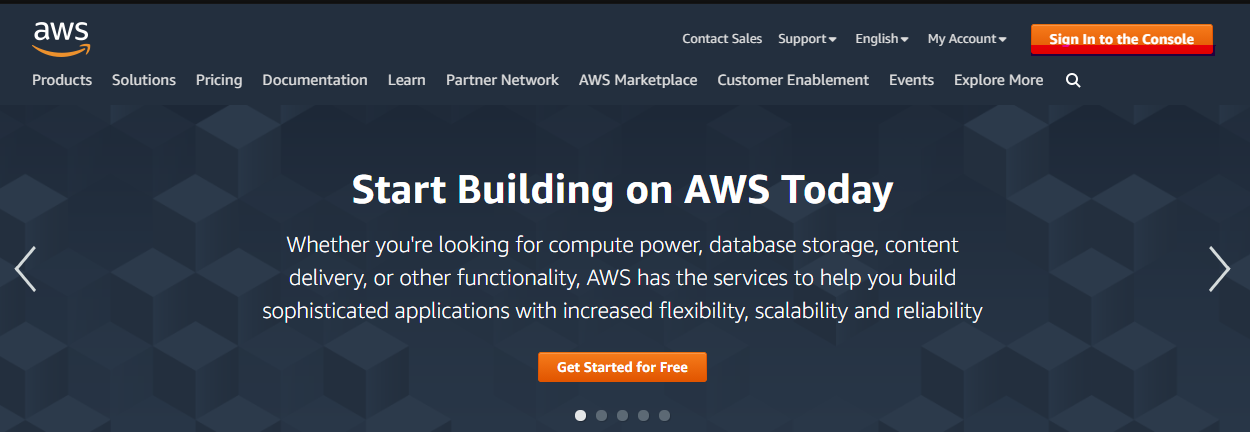 aws
Contact Sales Support English My Account Sign In to the Console
Products Solutions Pricing Documentation Learn Partner Network AWS Marketplace Customer Enablement Events Explore More
Start Building on AWS Today
Whether you're looking for compute power, database storage, content
delivery, or other functionality, AWS has the services to help you build
sophisticated applications with increased flexibility, scalability and reliability
Get Started for Free